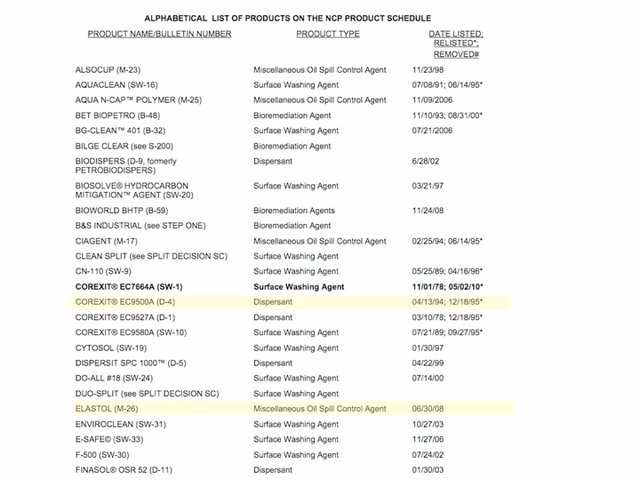 ALPHABETICAL LIST OF PRODUCTS ON THE NCP PRODUCT SCHEDULE
PRODUCT NAME/BULLETIN NUMBER PRODUCT TYPE DATE LISTED;
RELISTED*;
REMOVED#
ALSOCUP (M-23) Miscellaneous Oil Spill Control Agent 11/23/98
AQUACLEAN (SW-16) Surface Washing Agent 07/08/91; 06/14/95*
AQUA N-CAP™ POLYMER (M-25) Miscellaneous Oil Spill Control Agent 11/09/2006
BET BIOPETRO (B-48) Bioremediation Agent 11/10/93; 08/31/00*
BG-CLEAN™ 401 (B-32) Surface Washing Agent 07/21/2006
BILGE CLEAR (see S-200) Bioremediation Agent
BIODISPERS (D-9, formerly Dispersant 6/28/02
PETROBIODISPERS)
BIOSOLVE® HYDROCARBON Surface Washing Agent 03/21/97
MITIGATION™ AGENT (SW-20)
BIOWORLD BHTP (B-59) Bioremediation Agents 11/24/08
B&S INDUSTRIAL (see STEP ONE) Bioremediation Agent
CIAGENT (M-17) Miscellaneous Oil Spill Control Agent 02/25/94; 06/14/95*
CLEAN SPLIT (see SPLIT DECISION SC) Surface Washing Agent
CN-110 (SW-9) Surface Washing Agent 05/25/89; 04/16/96*
COREXIT® EC7664A (SW-1) Surface Washing Agent 11/01/78; 05/02/10*
COREXIT® EC9500A (D-4) Dispersant 04/13/94; 12/18/95*
COREXIT® EC9527A (D-1) Dispersant 03/10/78; 12/18/95*
COREXIT® EC9580A (SW-10) Surface Washing Agent 07/21/89; 09/27/95*
CYTOSOL (SW-19) Surface Washing Agent 01/30/97
DISPERSIT SPC 1000™ (D-5) Dispersant 04/22/99
DO-ALL #18 (SW-24) Surface Washing Agent 07/14/00
DUO-SPLIT (see SPLIT DECISION SC) Surface Washing Agent
ELASTOL (M-26) Miscellaneous Oil Spill Control Agent 06/30/08
ENVIROCLEAN (SW-31) Surface Washing Agent 10/27/03
E-SAFE© (SW-33) Surface Washing Agent 11/27/06
F-500 (SW-30) Surface Washing Agent 07/24/02
FINASOL® OSR 52 (D-11) Dispersant 01/30/03